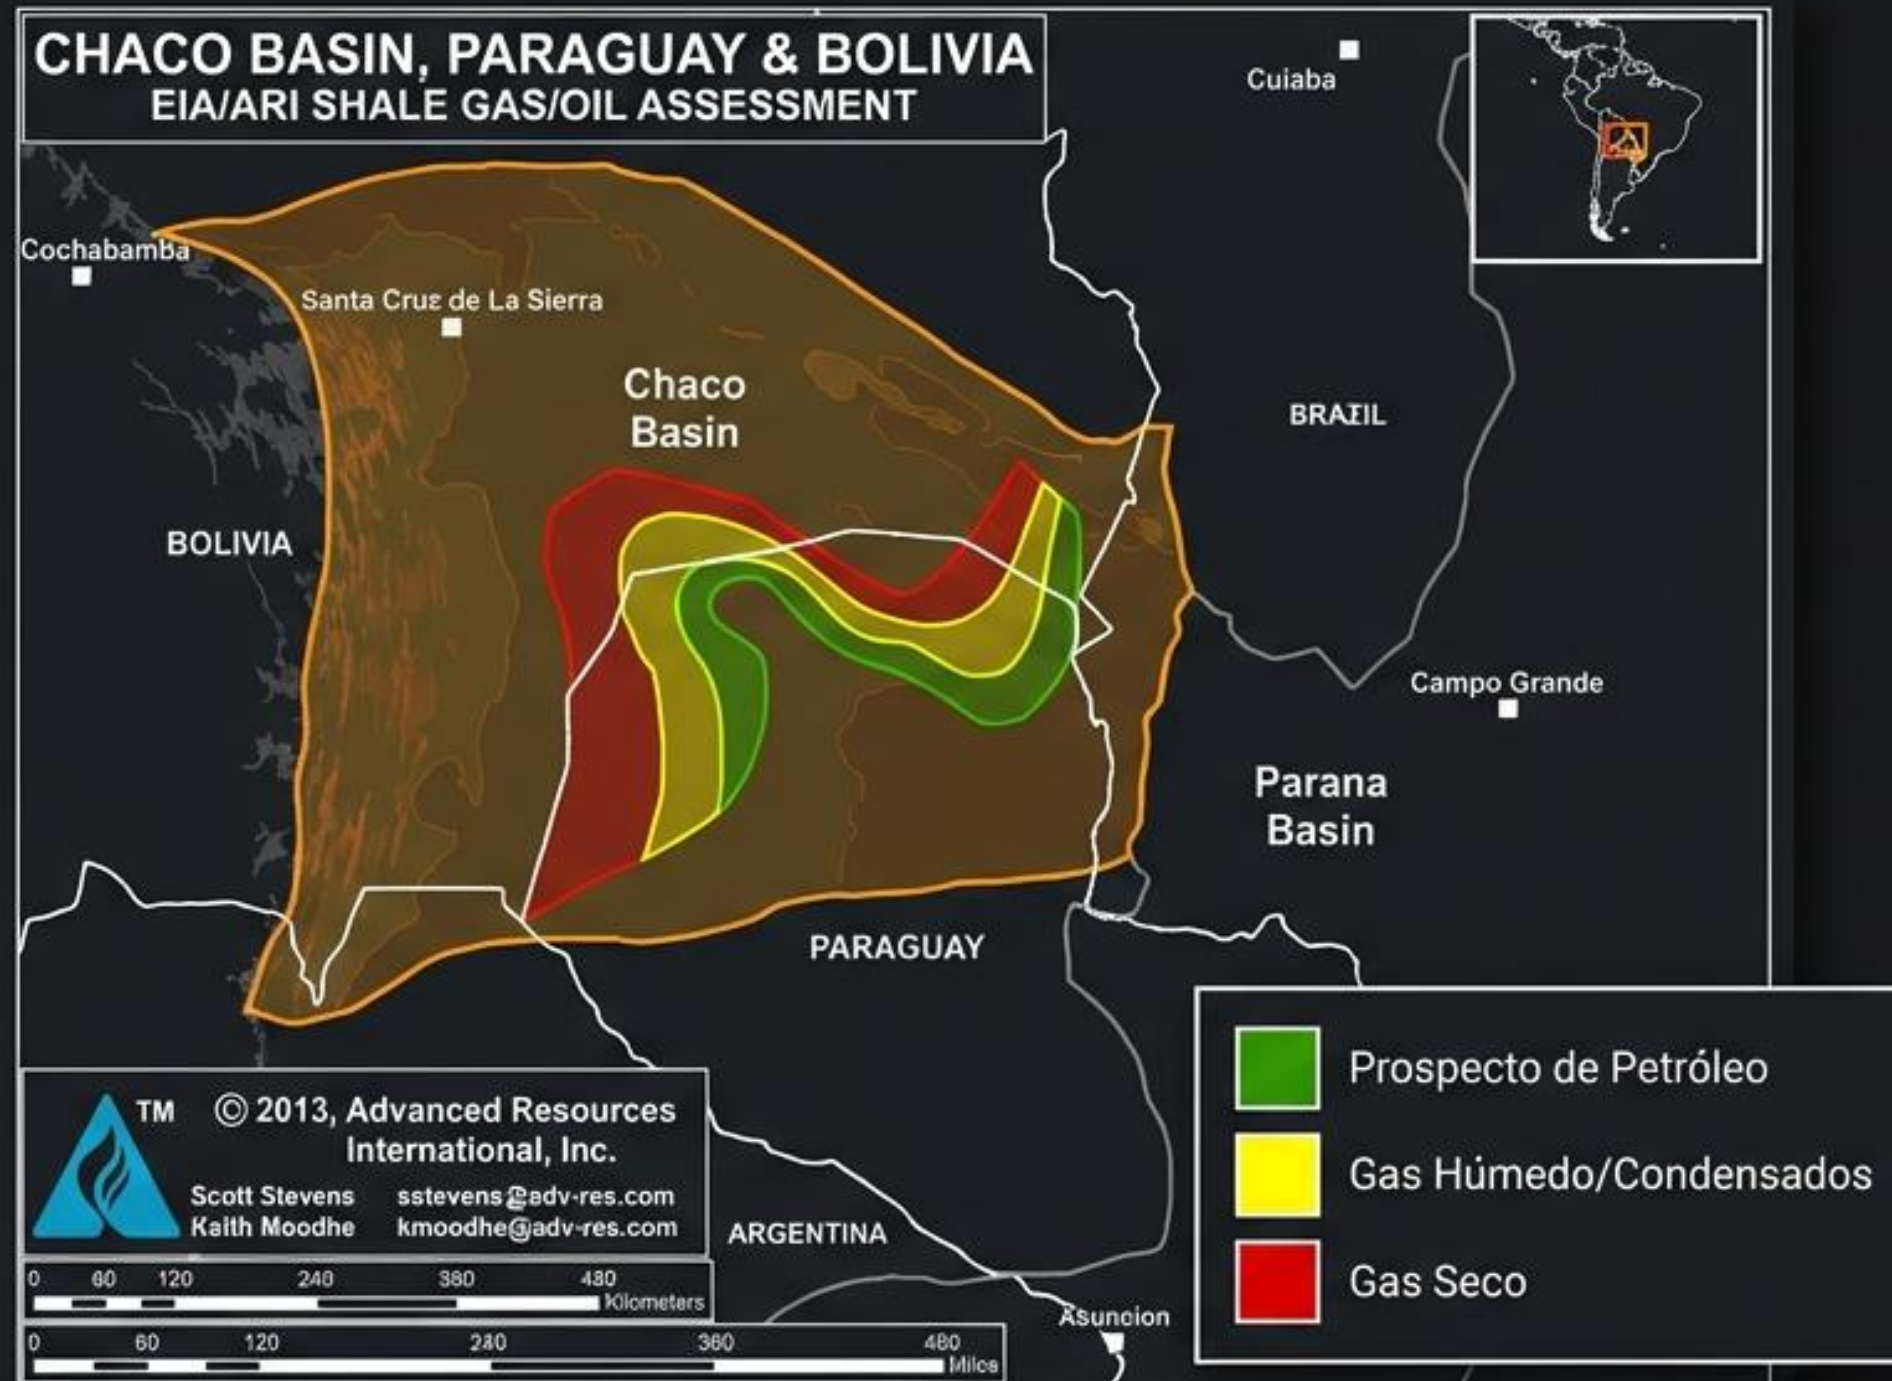 CHACO BASIN, PARAGUAY & BOLIVIA
EIA/ARI SHALE GAS/OIL ASSESSMENT
Cuiaba
Cochabamba
Santa Cruz de La Sierra
Chaco
Basin
BRAZIL
BOLIVIA
Campo Grande
Parana
Basin
PARAGUAY
Prospecto de Petróleo
Gas Húmedo/Condensados
Gas Seco
TM © 2013, Advanced Resources
International, Inc.
Scott Stevens sstevens@adv-res.com
Kaith Moodhe kmoodhe@adv-res.com
ARGENTINA
0 60 120 240 380 480
Kilometers
Asuncion
0 60 120 280 360 480
Milos